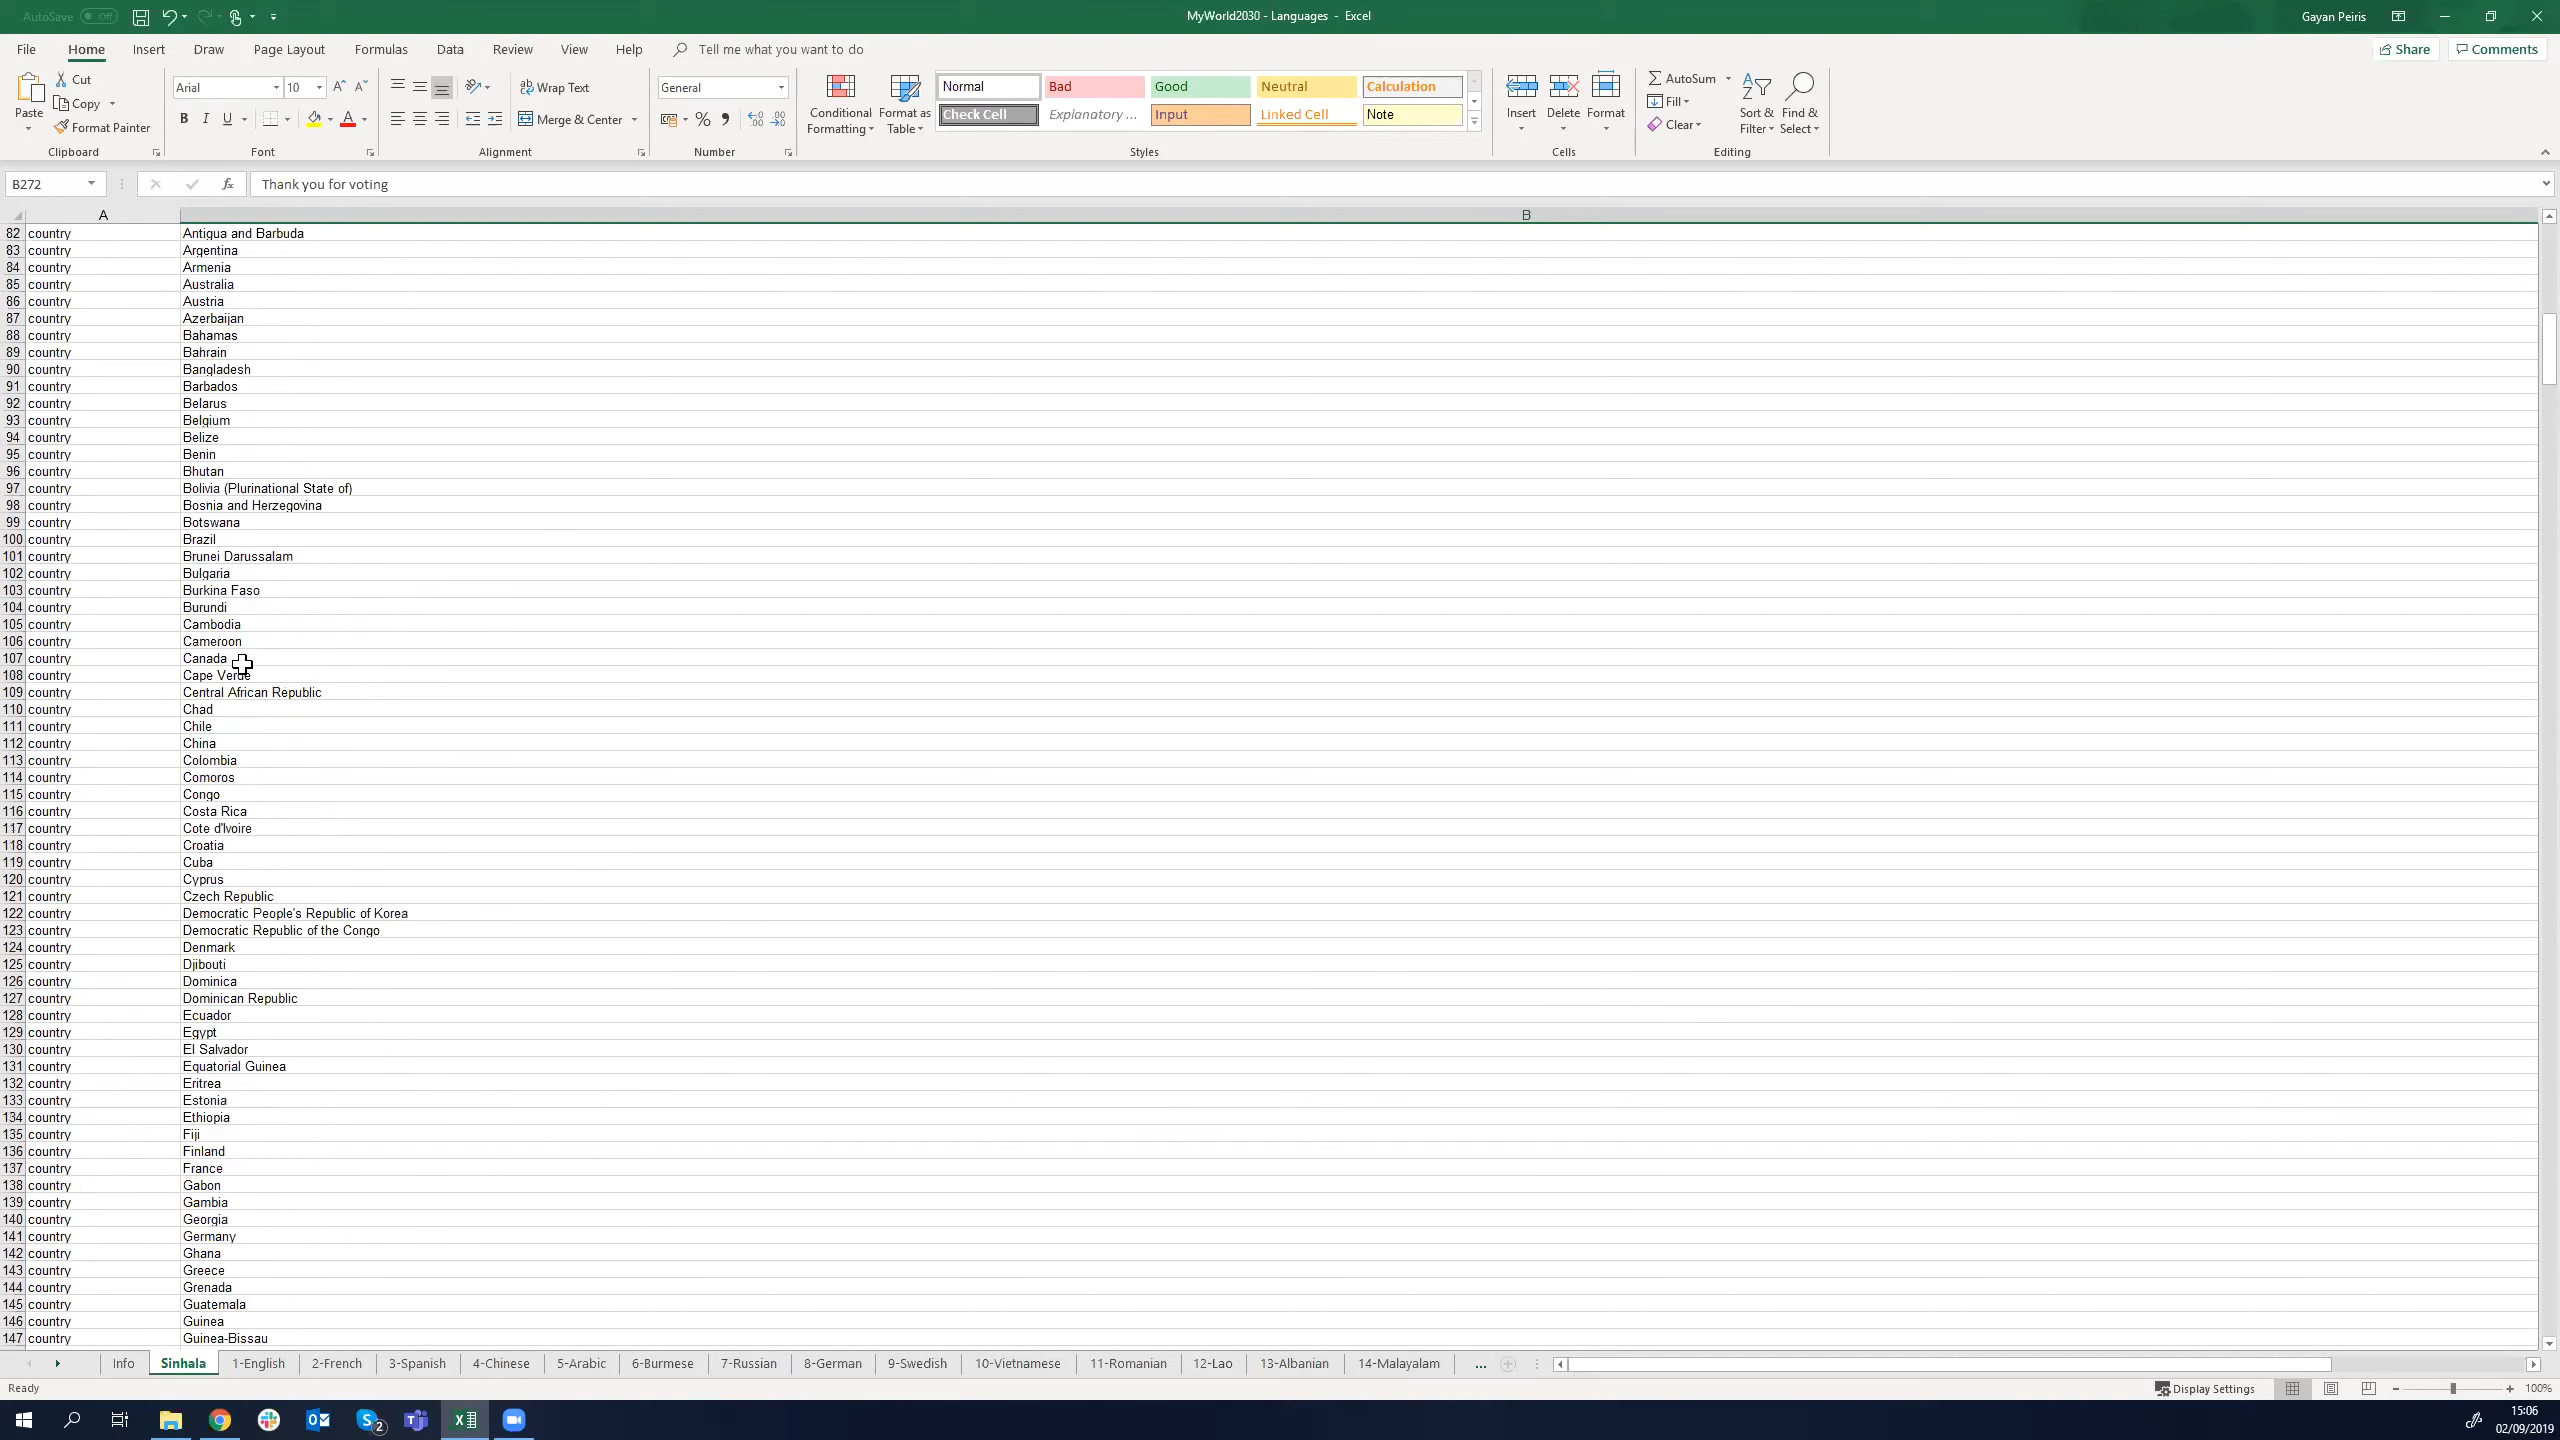 AutoSave Off
MyWorld2030 - Languages - Excel
Gayan Peiris
File Home Insert Draw Page Layout Formulas Data Review View Help Tell me what you want to do
Share Comments
Paste Cut Copy Format Painter
Arial 10
B I U
Wrap Text
Merge & Center
General
Conditional Formatting
Format as Table
Normal Bad Good Neutral Calculation
Check Cell Explanatory ... Input Linked Cell Note
Insert Delete Format
AutoSum
Fill
Clear
Sort & Filter
Find & Select
Clipboard Font Alignment Number Styles Cells Editing
B272 fx Thank you for voting
A B
82 country Antigua and Barbuda
83 country Argentina
84 country Armenia
85 country Australia
86 country Austria
87 country Azerbaijan
88 country Bahamas
89 country Bahrain
90 country Bangladesh
91 country Barbados
92 country Belarus
93 country Belgium
94 country Belize
95 country Benin
96 country Bhutan
97 country Bolivia (Plurinational State of)
98 country Bosnia and Herzegovina
99 country Botswana
100 country Brazil
101 country Brunei Darussalam
102 country Bulgaria
103 country Burkina Faso
104 country Burundi
105 country Cambodia
106 country Cameroon
107 country Canada
108 country Cape Verde
109 country Central African Republic
110 country Chad
111 country Chile
112 country China
113 country Colombia
114 country Comoros
115 country Congo
116 country Costa Rica
117 country Cote d'Ivoire
118 country Croatia
119 country Cuba
120 country Cyprus
121 country Czech Republic
122 country Democratic People's Republic of Korea
123 country Democratic Republic of the Congo
124 country Denmark
125 country Djibouti
126 country Dominica
127 country Dominican Republic
128 country Ecuador
129 country Egypt
130 country El Salvador
131 country Equatorial Guinea
132 country Eritrea
133 country Estonia
134 country Ethiopia
135 country Fiji
136 country Finland
137 country France
138 country Gabon
139 country Gambia
140 country Georgia
141 country Germany
142 country Ghana
143 country Greece
144 country Grenada
145 country Guatemala
146 country Guinea
147 country Guinea-Bissau
Info Sinhala 1-English 2-French 3-Spanish 4-Chinese 5-Arabic 6-Burmese 7-Russian 8-German 9-Swedish 10-Vietnamese 11-Romanian 12-Lao 13-Albanian 14-Malayalam ...
Ready
Display Settings
100%
2
15:06
02/09/2019